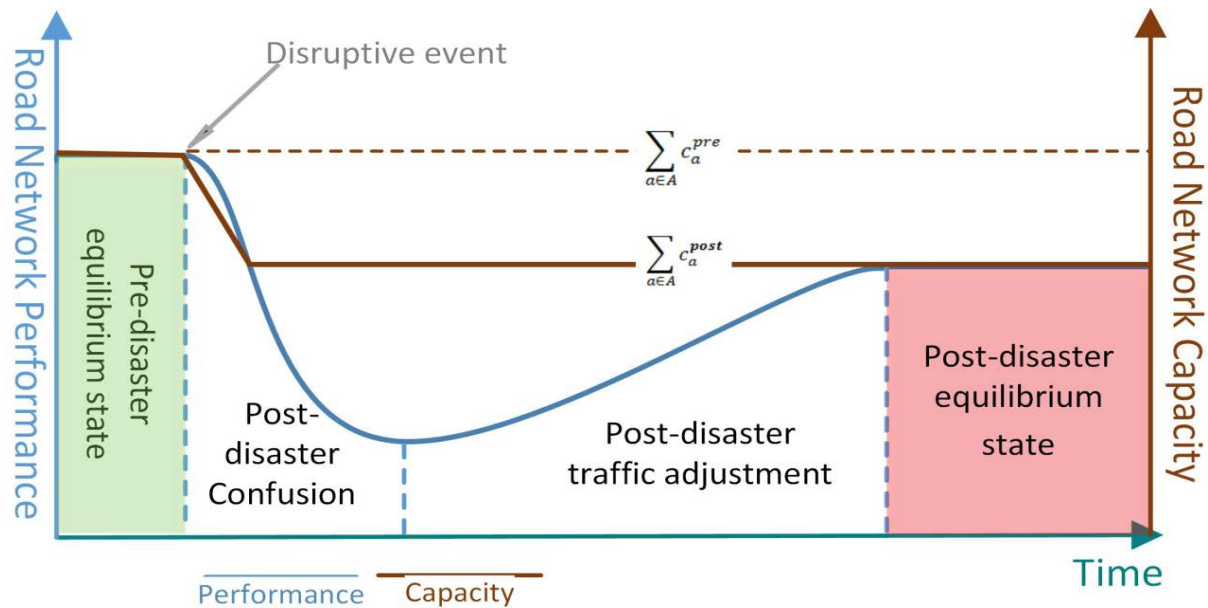 Road Network Performance
Disruptive event
Road Network Capacity
∑ c_a^{pre}
a∈A
∑ c_a^{post}
a∈A
Pre-disaster
equilibrium state
Post-
disaster
Confusion
Post-disaster
traffic adjustment
Post-disaster
equilibrium
state
Time
Performance
Capacity